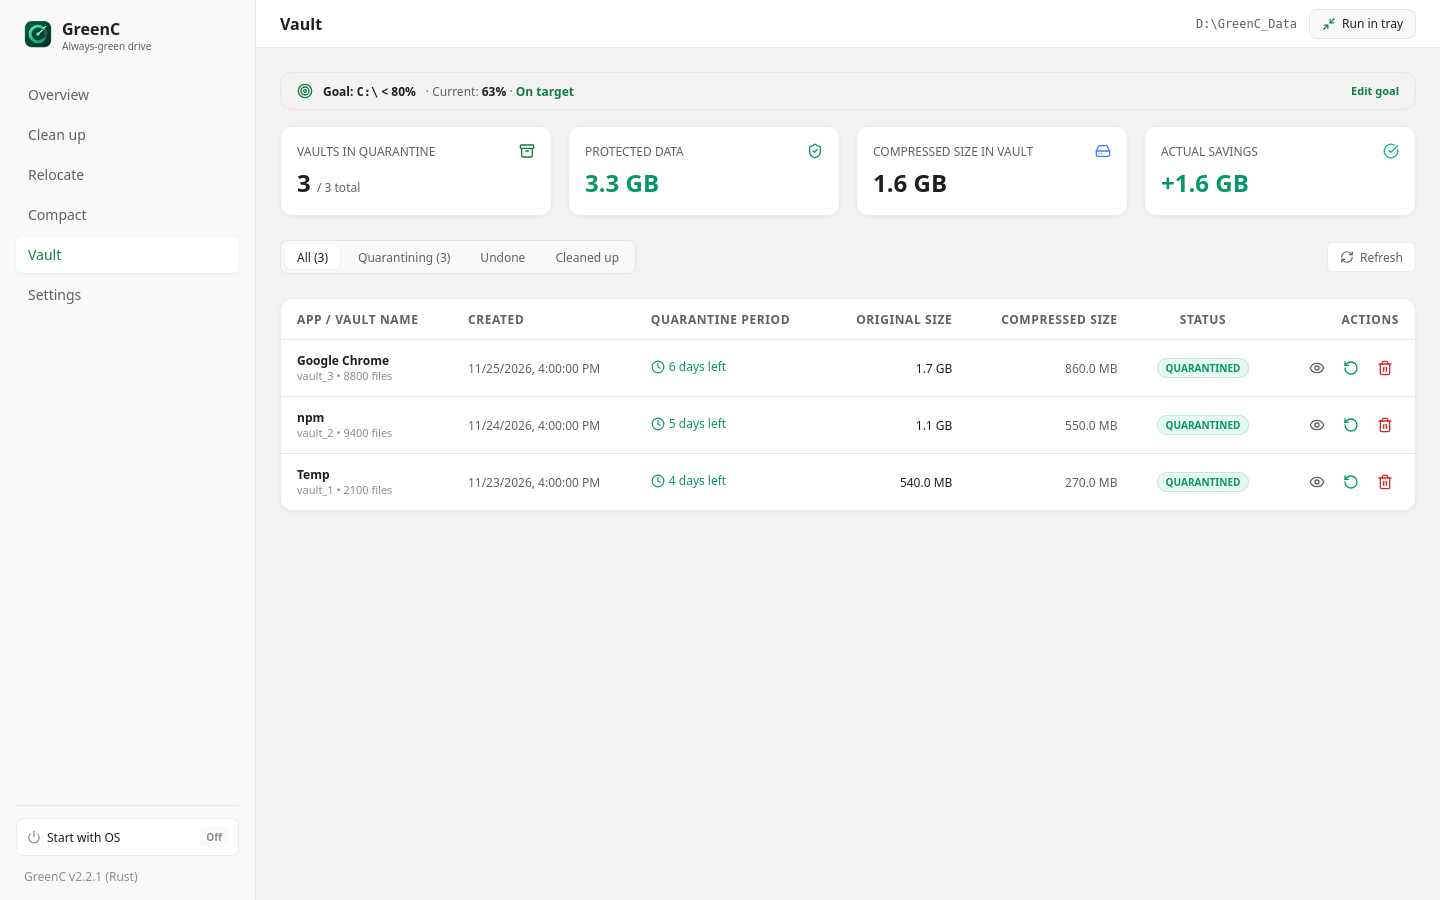 GreenC
Always-green drive
Overview
Clean up
Relocate
Compact
Vault
Settings
Start with OS
Off
GreenC v2.2.1 (Rust)
Vault
D:\GreenC_Data
Run in tray
Goal: C:\ < 80% · Current: 63% · On target
Edit goal
VAULTS IN QUARANTINE
3 / 3 total
PROTECTED DATA
3.3 GB
COMPRESSED SIZE IN VAULT
1.6 GB
ACTUAL SAVINGS
+1.6 GB
All (3) Quarantining (3) Undone Cleaned up
Refresh
APP / VAULT NAME CREATED QUARANTINE PERIOD ORIGINAL SIZE COMPRESSED SIZE STATUS ACTIONS
Google Chrome
vault_3 • 8800 files
11/25/2026, 4:00:00 PM 6 days left 1.7 GB 860.0 MB QUARANTINED
npm
vault_2 • 9400 files
11/24/2026, 4:00:00 PM 5 days left 1.1 GB 550.0 MB QUARANTINED
Temp
vault_1 • 2100 files
11/23/2026, 4:00:00 PM 4 days left 540.0 MB 270.0 MB QUARANTINED